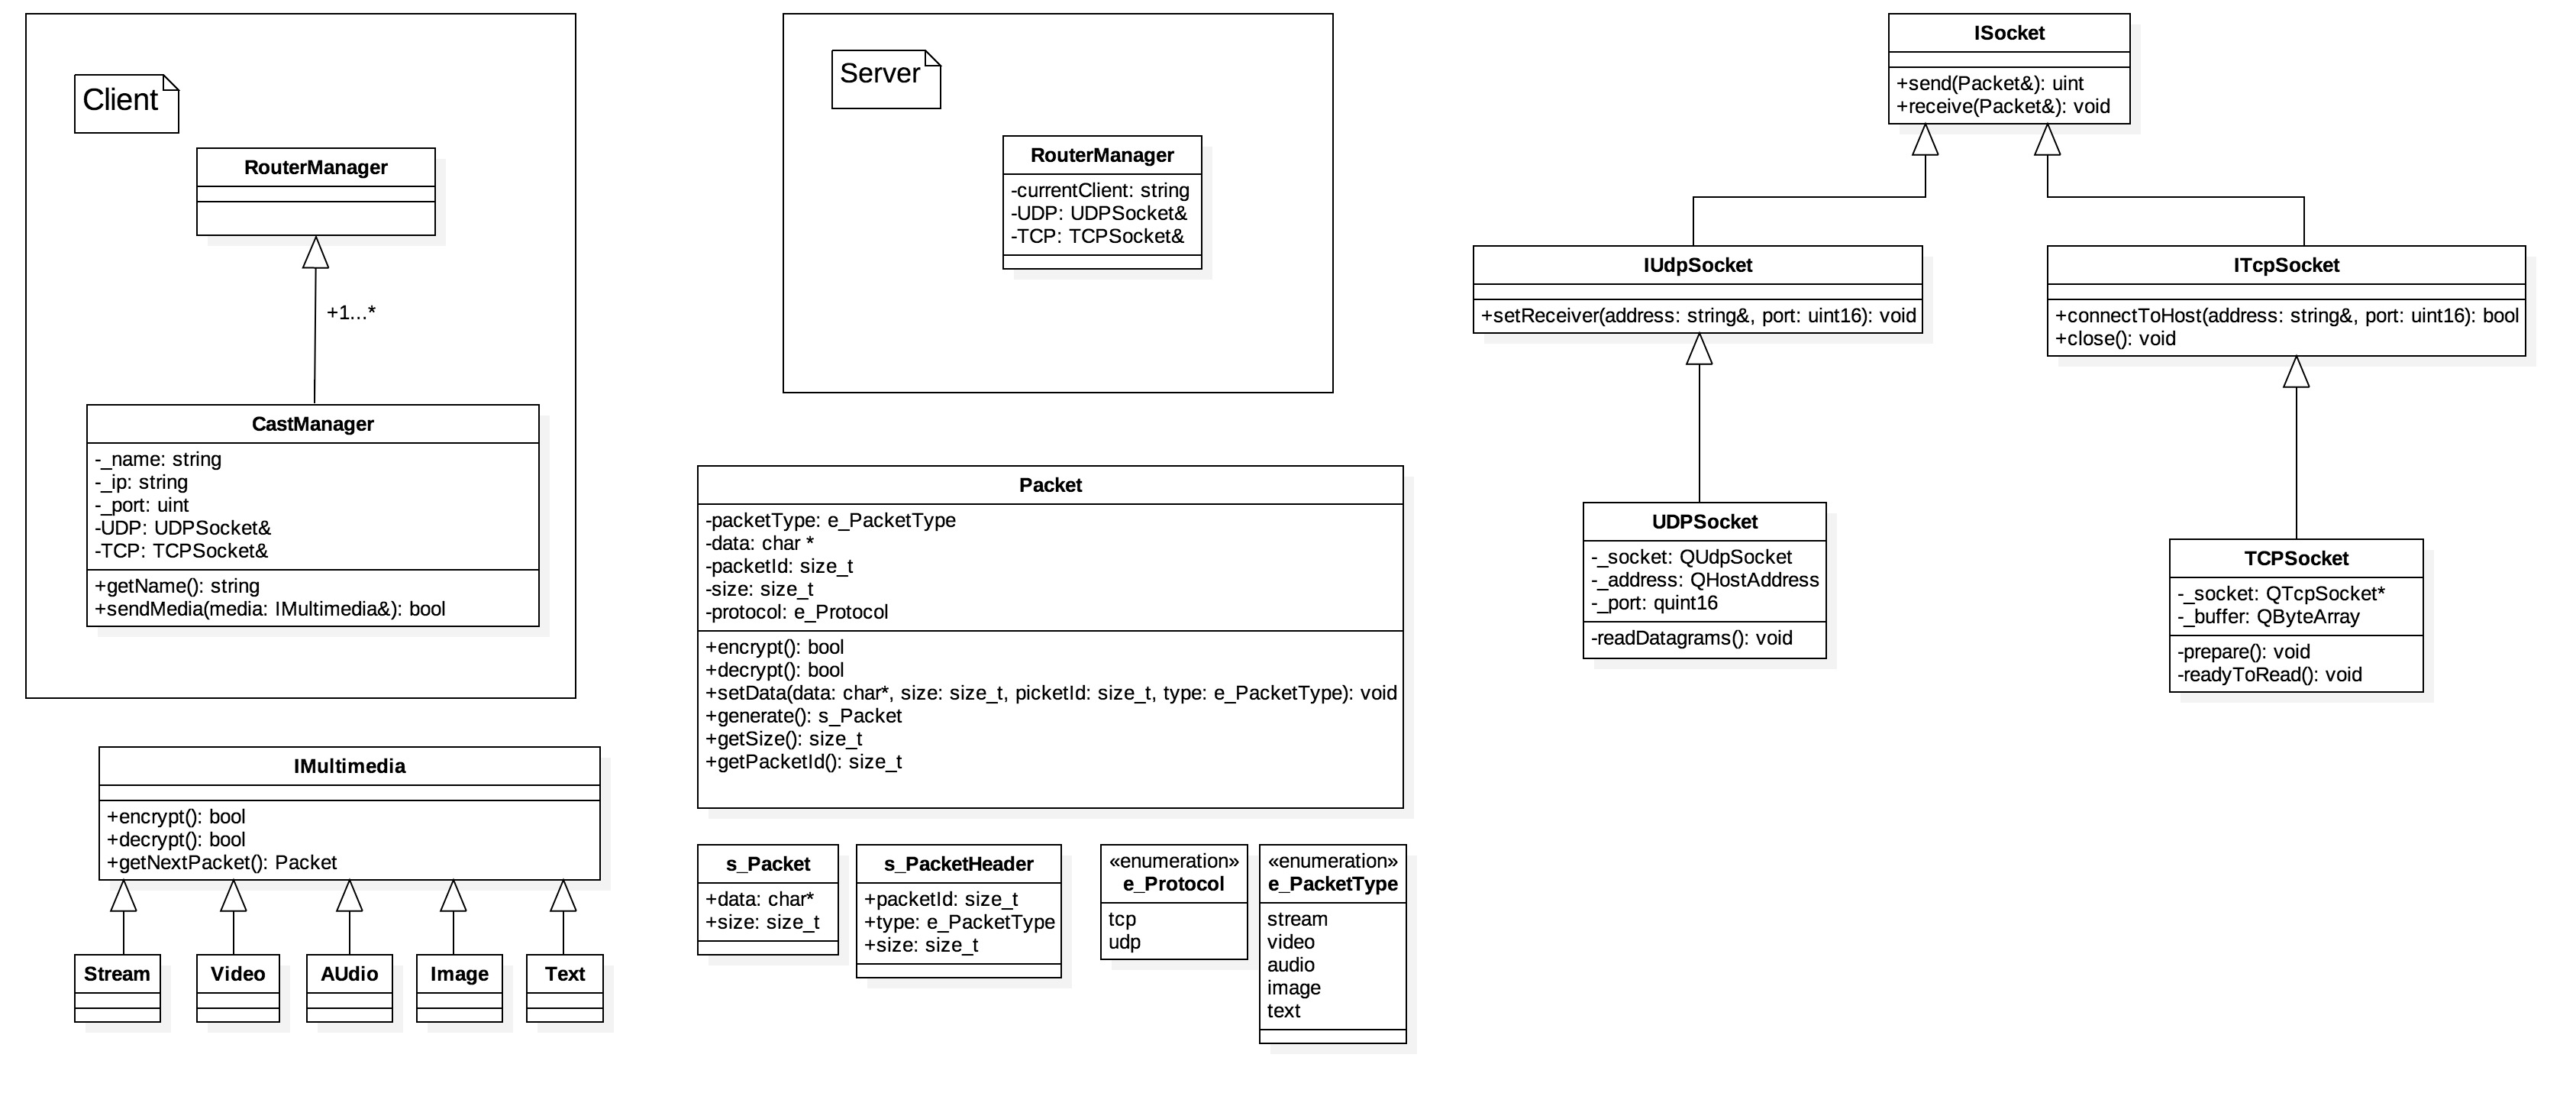 Client
RouterManager
+1...*
CastManager
-_name: string
-_ip: string
-_port: uint
-UDP: UDPSocket&
-TCP: TCPSocket&
+getName(): string
+sendMedia(media: IMultimedia&): bool
IMultimedia
+encrypt(): bool
+decrypt(): bool
+getNextPacket(): Packet
Stream
Video
AUdio
Image
Text
Server
RouterManager
-currentClient: string
-UDP: UDPSocket&
-TCP: TCPSocket&
Packet
-packetType: e_PacketType
-data: char *
-packetId: size_t
-size: size_t
-protocol: e_Protocol
+encrypt(): bool
+decrypt(): bool
+setData(data: char*, size: size_t, picketId: size_t, type: e_PacketType): void
+generate(): s_Packet
+getSize(): size_t
+getPacketId(): size_t
s_Packet
+data: char*
+size: size_t
s_PacketHeader
+packetId: size_t
+type: e_PacketType
+size: size_t
«enumeration»
e_Protocol
tcp
udp
«enumeration»
e_PacketType
stream
video
audio
image
text
ISocket
+send(Packet&): uint
+receive(Packet&): void
IUdpSocket
+setReceiver(address: string&, port: uint16): void
ITcpSocket
+connectToHost(address: string&, port: uint16): bool
+close(): void
UDPSocket
-_socket: QUdpSocket
-_address: QHostAddress
-_port: quint16
-readDatagrams(): void
TCPSocket
-_socket: QTcpSocket*
-_buffer: QByteArray
-prepare(): void
-readyToRead(): void